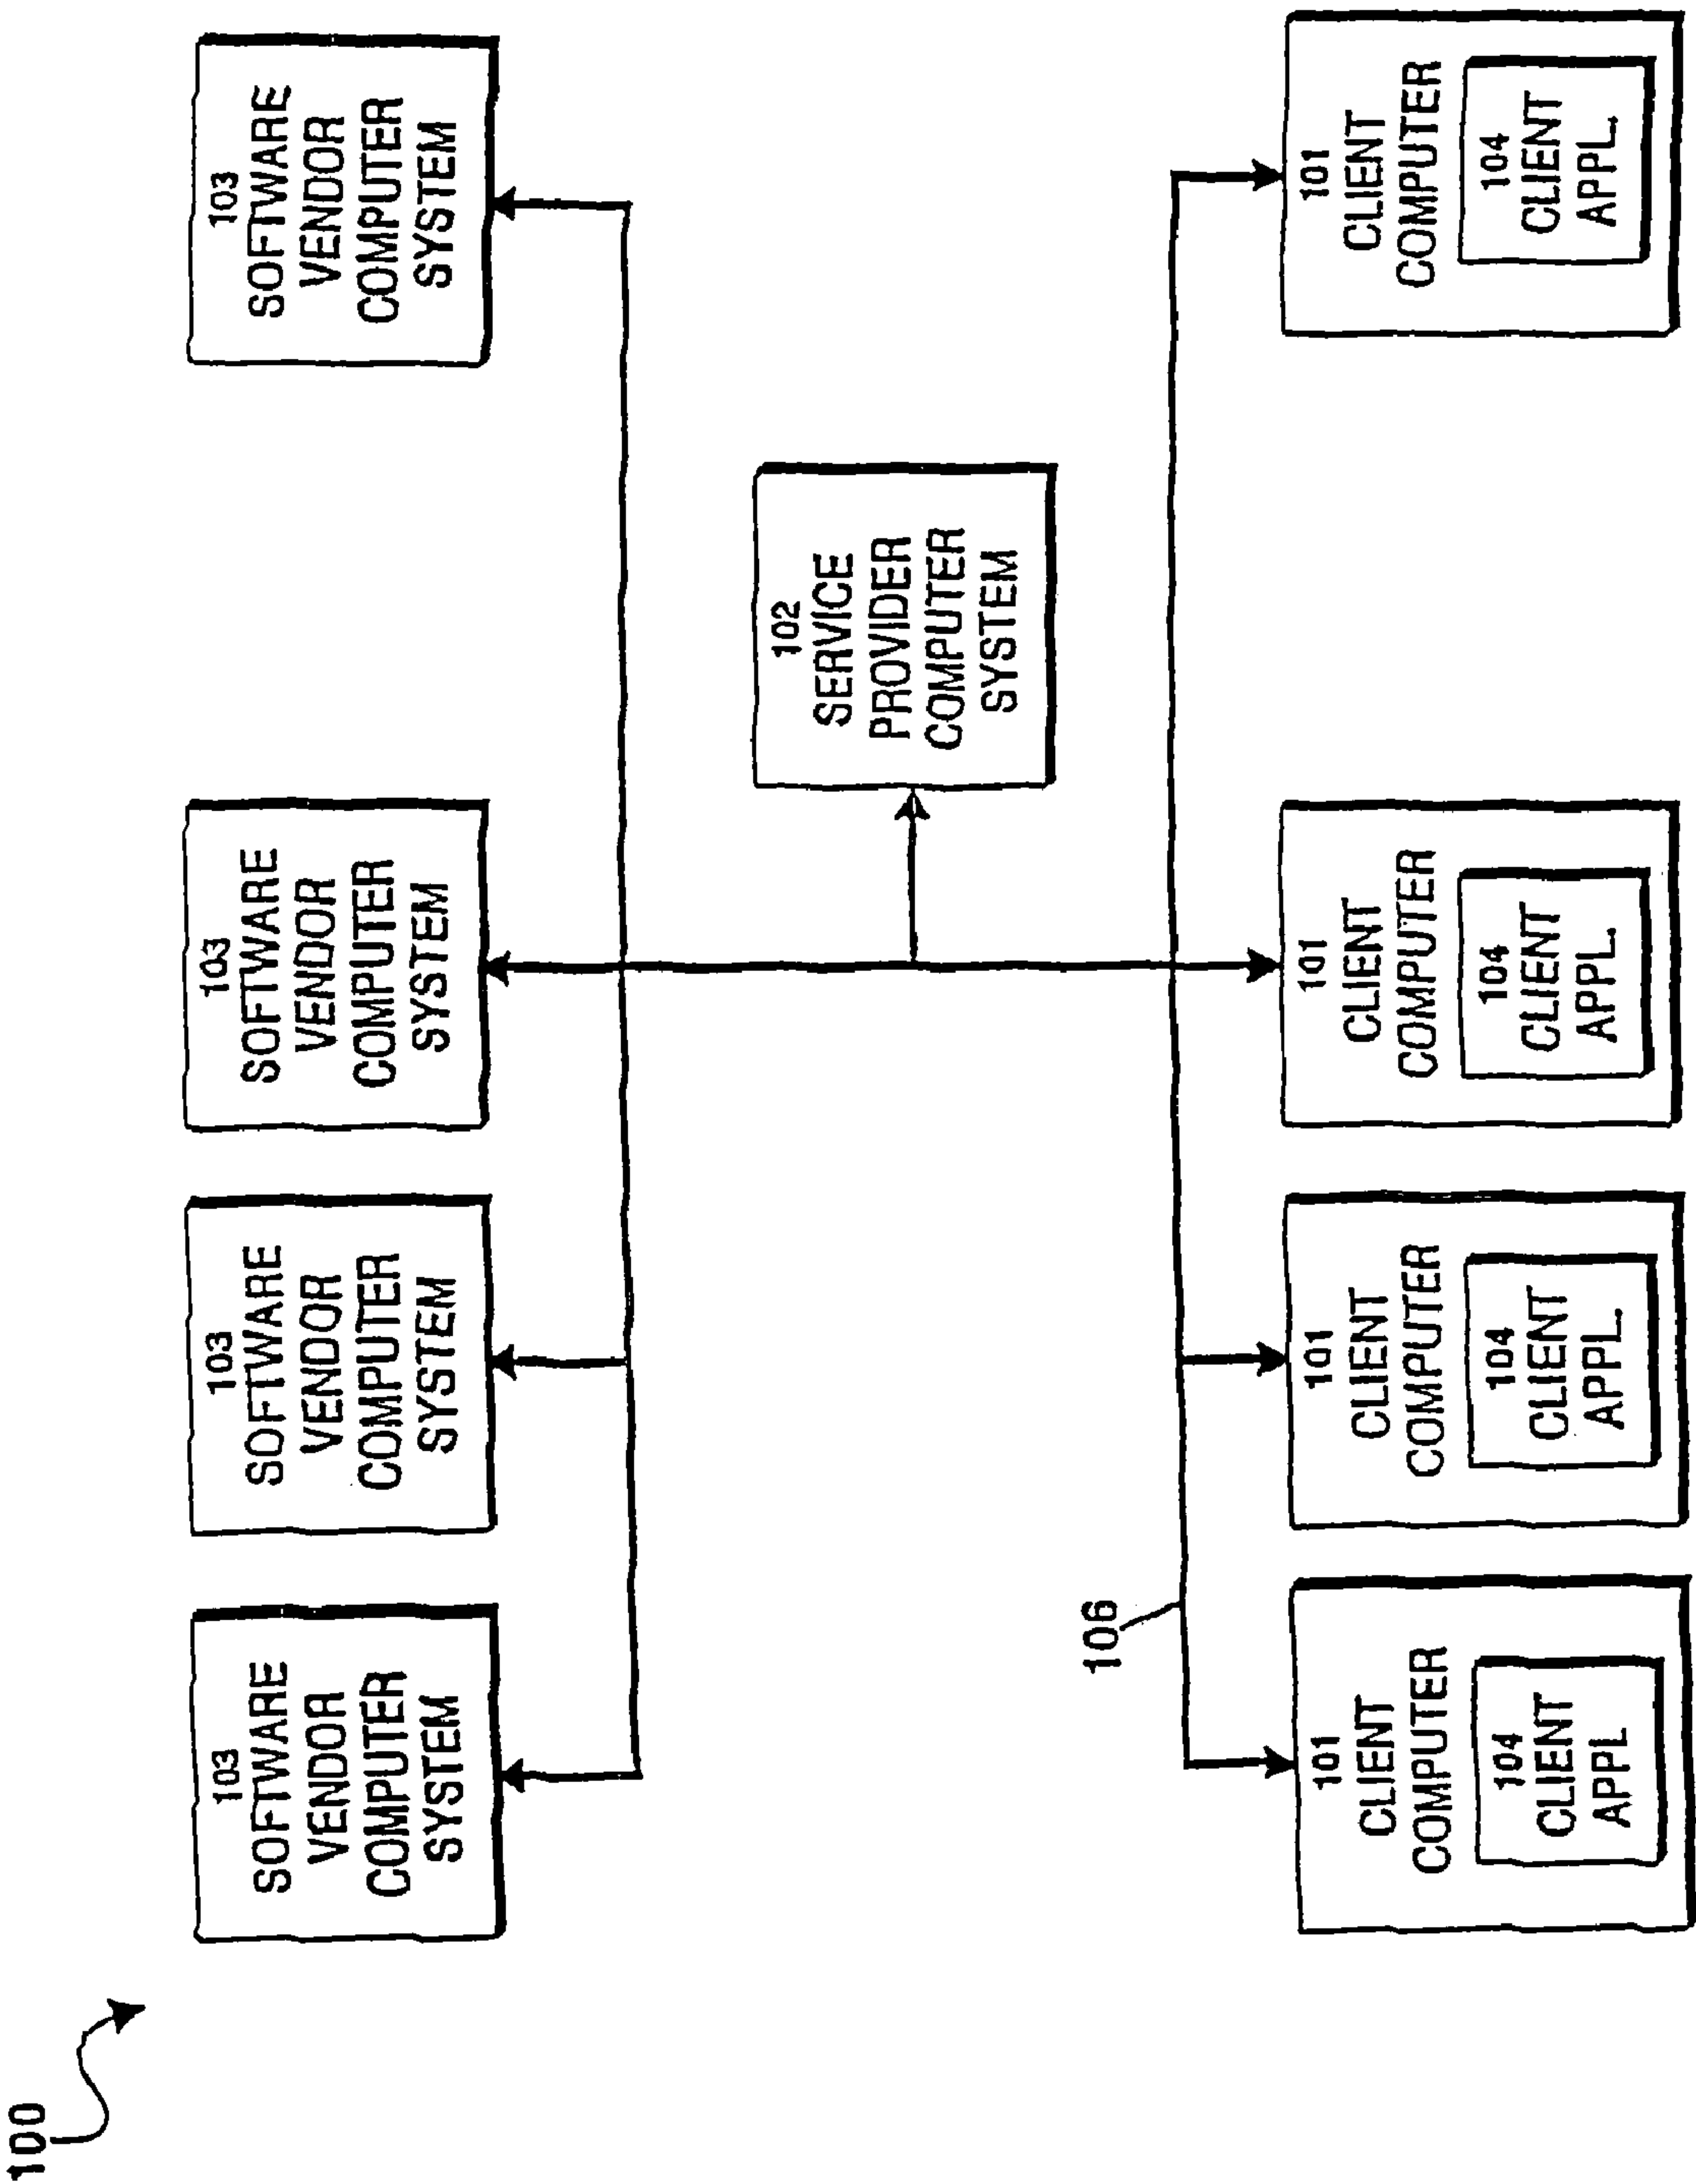 100
103
SOFTWARE
VENDOR
COMPUTER
SYSTEM
103
SOFTWARE
VENDOR
COMPUTER
SYSTEM
103
SOFTWARE
VENDOR
COMPUTER
SYSTEM
103
SOFTWARE
VENDOR
COMPUTER
SYSTEM
102
SERVICE
PROVIDER
COMPUTER
SYSTEM
106
101
CLIENT
COMPUTER
104
CLIENT
APPL
101
CLIENT
COMPUTER
104
CLIENT
APPL.
101
CLIENT
COMPUTER
104
CLIENT
APPL.
101
CLIENT
COMPUTER
104
CLIENT
APPL.